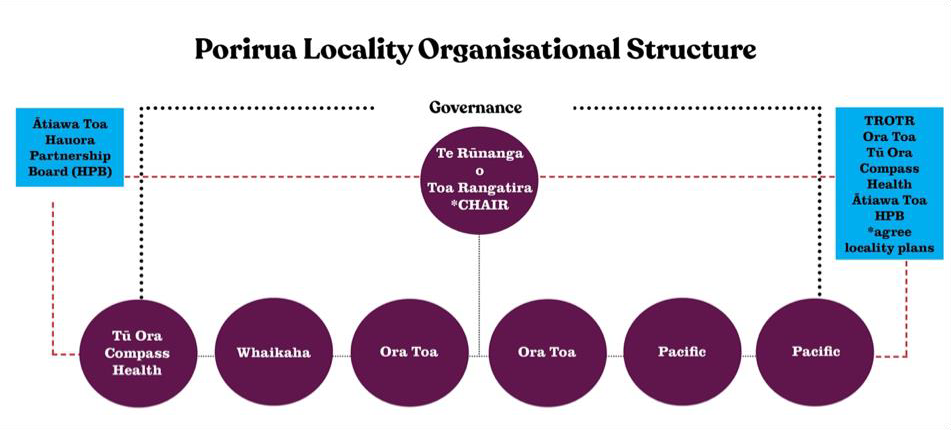 Porirua Locality Organisational Structure
Governance
Ātiawa Toa
Hauora
Partnership
Board (HPB)
Te Rūnanga
o
Toa Rangatira
*CHAIR
TROTR
Ora Toa
Tū Ora
Compass
Health
Ātiawa Toa
HPB
*agree
locality plans
Tū Ora
Compass
Health
Whaikaha
Ora Toa
Ora Toa
Pacific
Pacific